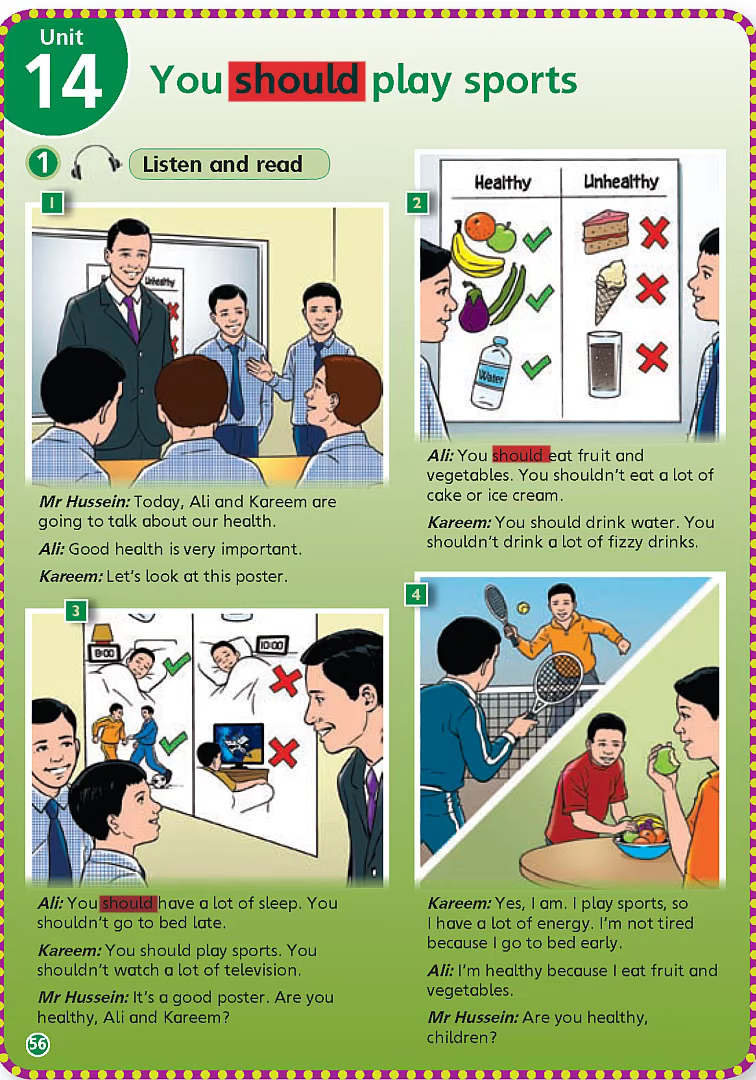 Unit
14
You should play sports
1
Listen and read
1
Unhealthy
Mr Hussein: Today, Ali and Kareem are
going to talk about our health.
Ali: Good health is very important.
Kareem: Let's look at this poster.
2
Healthy
Unhealthy
Water
Ali: You should eat fruit and
vegetables. You shouldn't eat a lot of
cake or ice cream.
Kareem: You should drink water. You
shouldn't drink a lot of fizzy drinks.
3
8:00
10:00
Ali: You should have a lot of sleep. You
shouldn't go to bed late.
Kareem: You should play sports. You
shouldn't watch a lot of television.
Mr Hussein: It's a good poster. Are you
healthy, Ali and Kareem?
4
Kareem: Yes, I am. I play sports, so
I have a lot of energy. I'm not tired
because I go to bed early.
Ali: I'm healthy because I eat fruit and
vegetables.
Mr Hussein: Are you healthy,
children?
56